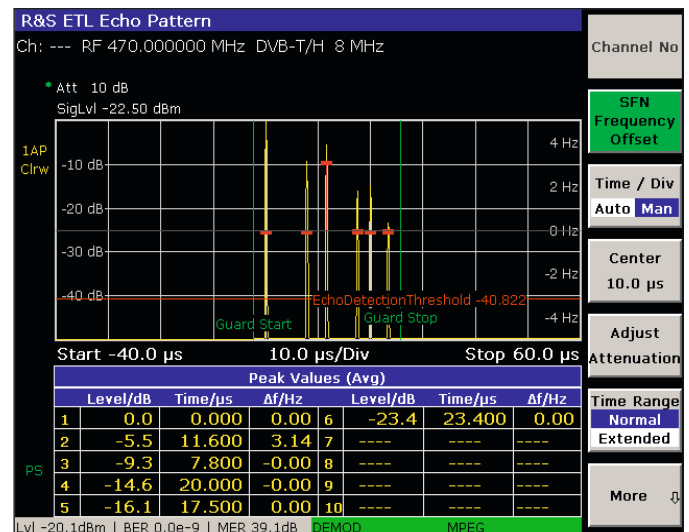 R&S ETL Echo Pattern
Ch: --- RF 470.000000 MHz DVB-T/H 8 MHz
* Att 10 dB
SigLvl -22.50 dBm
1AP
Clrw
-10 dB
-20 dB
-30 dB
-40 dB
4 Hz
2 Hz
0 Hz
-2 Hz
-4 Hz
EchoDetectionThreshold -40.822
Guard Start
Guard Stop
Start -40.0 µs 10.0 µs/Div Stop 60.0 µs
Peak Values (Avg)
Level/dB Time/µs Δf/Hz Level/dB Time/µs Δf/Hz
1 0.0 0.000 0.00 6 -23.4 23.400 0.00
2 -5.5 11.600 3.14 7 ---- ---- ----
3 -9.3 7.800 -0.00 8 ---- ---- ----
4 -14.6 20.000 -0.00 9 ---- ---- ----
5 -16.1 17.500 0.00 10 ---- ---- ----
PS
Lvl -20.1dBm | BER 0.0e-9 | MER 39.1dB DEMOD MPEG
Channel No
SFN
Frequency
Offset
Time / Div
Auto Man
Center
10.0 µs
Adjust
Attenuation
Time Range
Normal
Extended
More ⇩